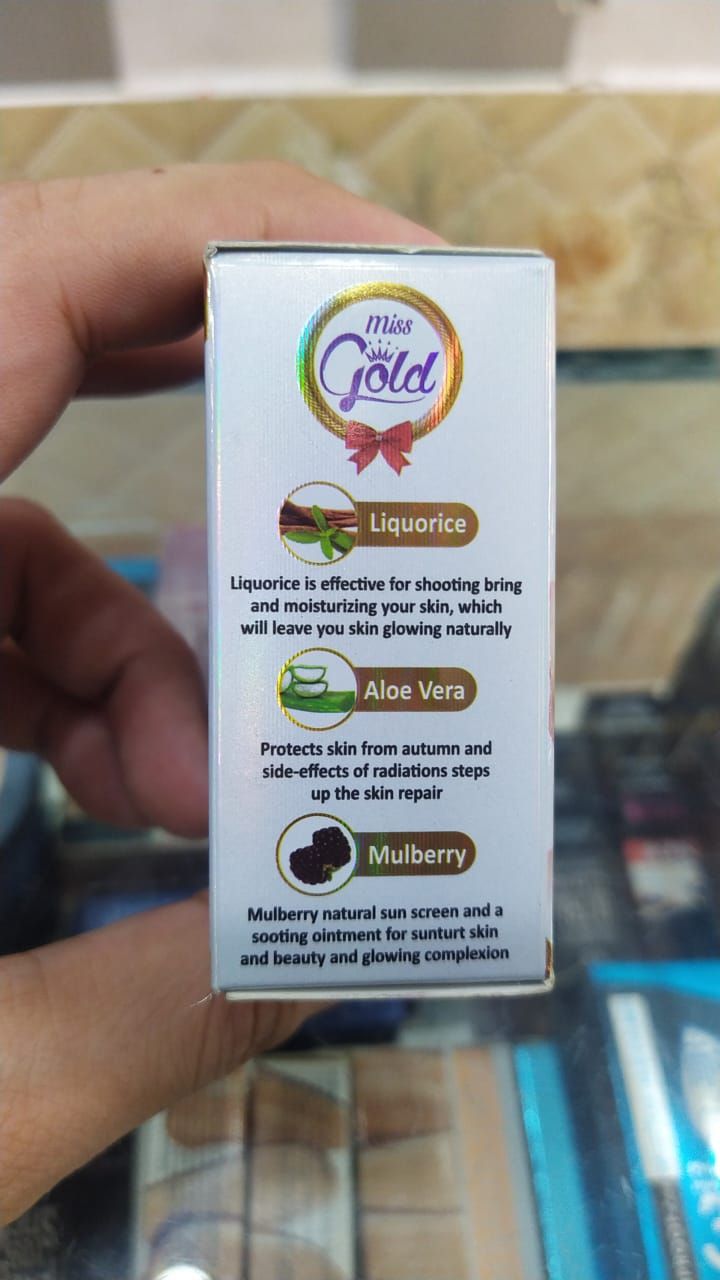 miss
Gold
Liquorice
Liquorice is effective for shooting bring
and moisturizing your skin, which
will leave you skin glowing naturally
Aloe Vera
Protects skin from autumn and
side-effects of radiations steps
up the skin repair
Mulberry
Mulberry natural sun screen and a
sooting ointment for sunturt skin
and beauty and glowing complexion